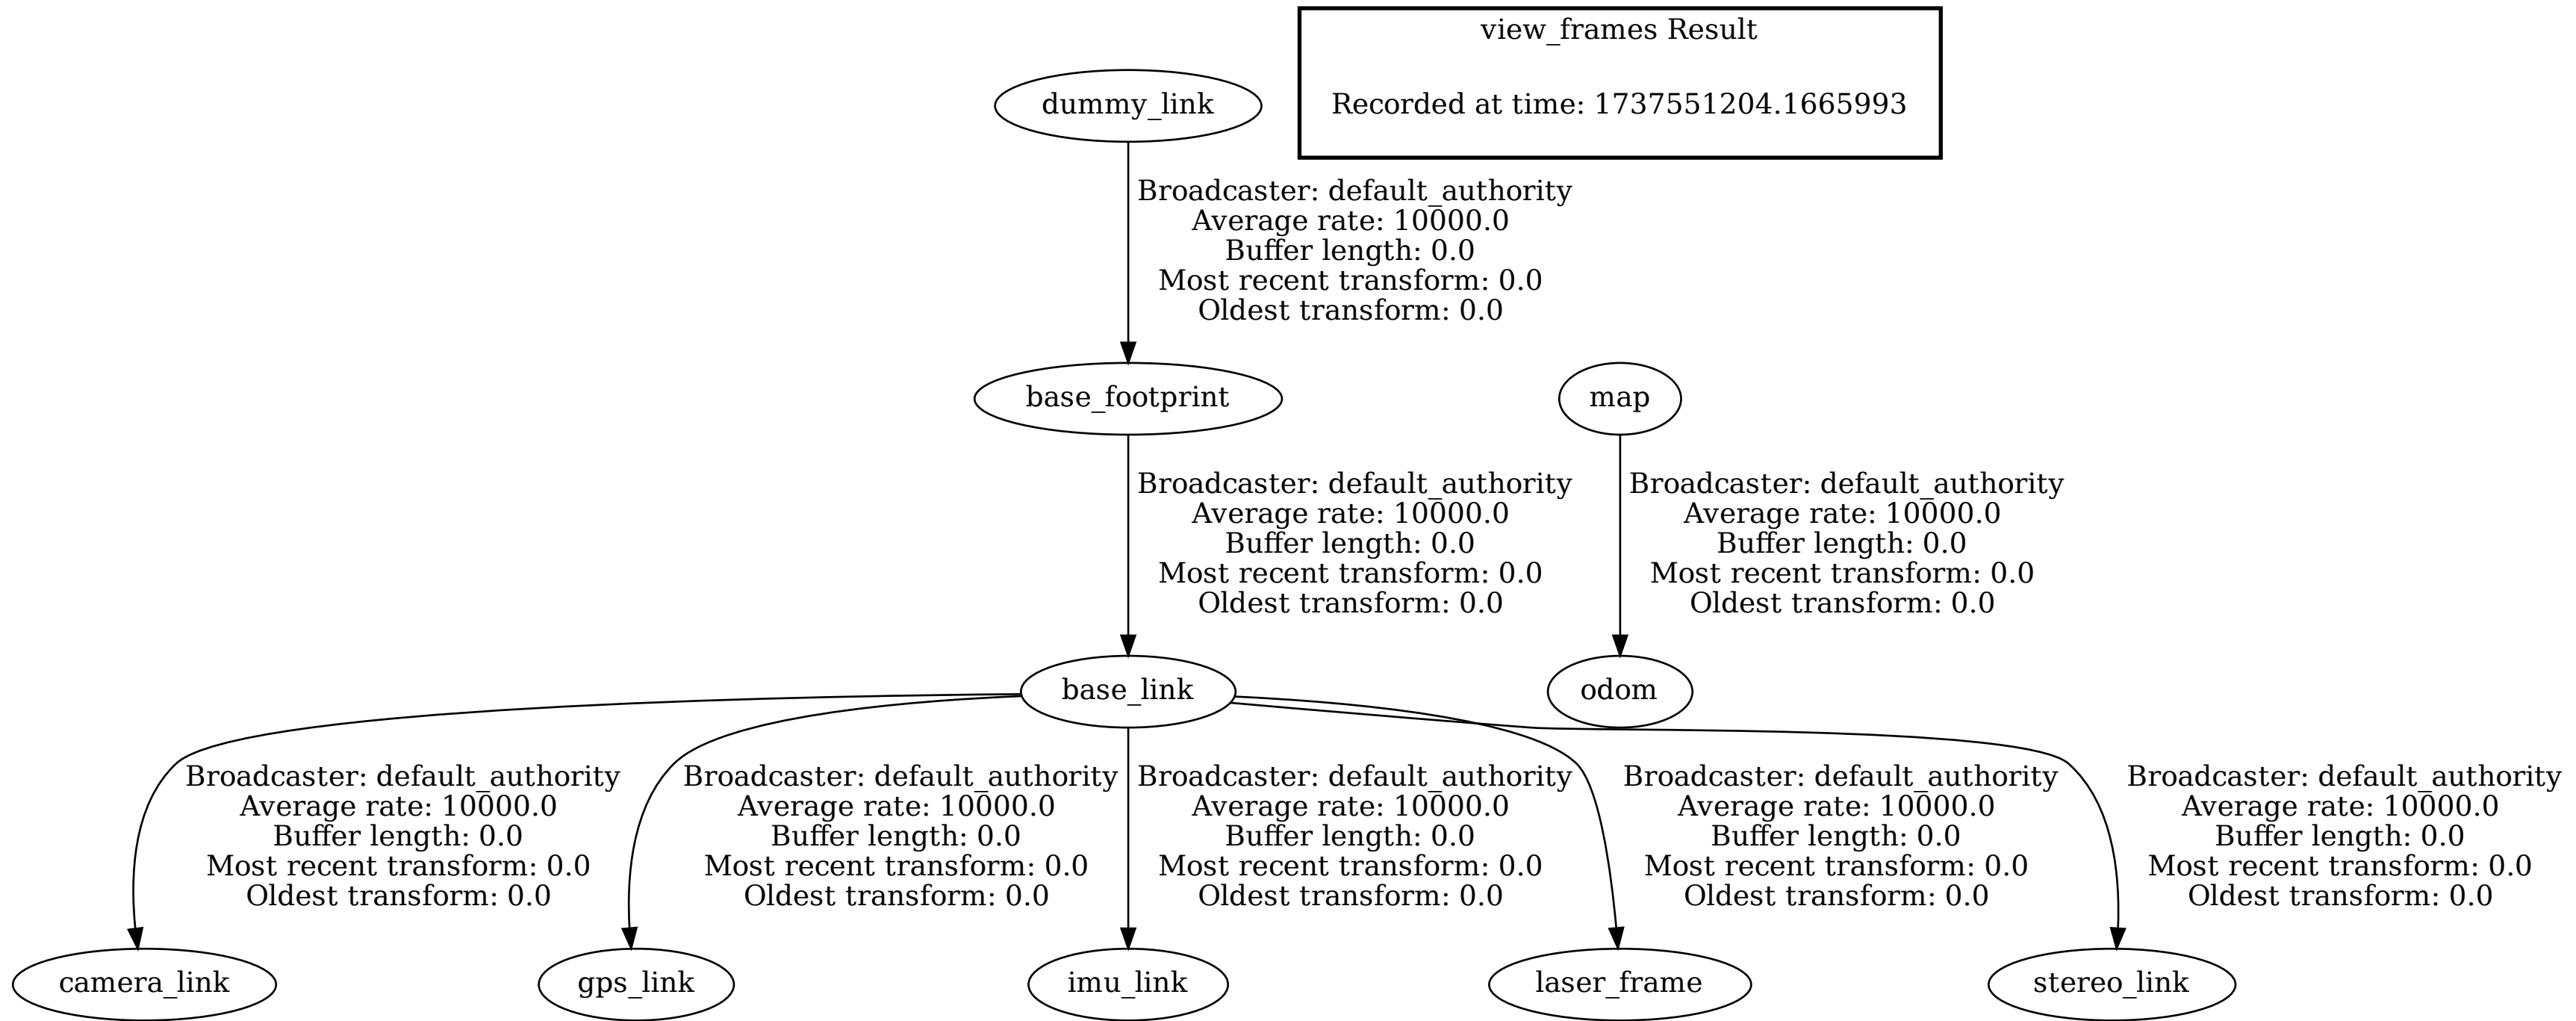 view_frames Result
Recorded at time: 1737551204.1665993
dummy_link
Broadcaster: default_authority
Average rate: 10000.0
Buffer length: 0.0
Most recent transform: 0.0
Oldest transform: 0.0
base_footprint
map
Broadcaster: default_authority
Average rate: 10000.0
Buffer length: 0.0
Most recent transform: 0.0
Oldest transform: 0.0
Broadcaster: default_authority
Average rate: 10000.0
Buffer length: 0.0
Most recent transform: 0.0
Oldest transform: 0.0
base_link
odom
Broadcaster: default_authority
Average rate: 10000.0
Buffer length: 0.0
Most recent transform: 0.0
Oldest transform: 0.0
Broadcaster: default_authority
Average rate: 10000.0
Buffer length: 0.0
Most recent transform: 0.0
Oldest transform: 0.0
Broadcaster: default_authority
Average rate: 10000.0
Buffer length: 0.0
Most recent transform: 0.0
Oldest transform: 0.0
Broadcaster: default_authority
Average rate: 10000.0
Buffer length: 0.0
Most recent transform: 0.0
Oldest transform: 0.0
Broadcaster: default_authority
Average rate: 10000.0
Buffer length: 0.0
Most recent transform: 0.0
Oldest transform: 0.0
camera_link
gps_link
imu_link
laser_frame
stereo_link